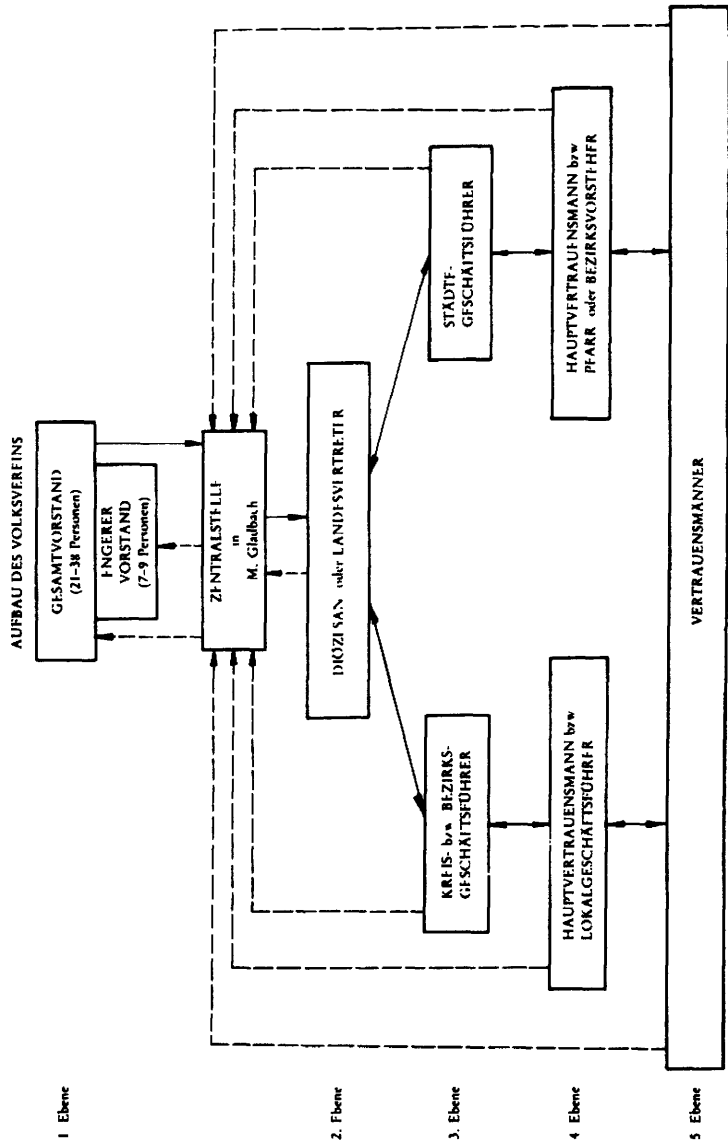 AUFBAU DES VOLKSVEREINS
1 Ebene
GESAMTVORSTAND
(21–38 Personen)
ENGERER
VORSTAND
(7–9 Personen)
ZENTRALSTELLE
in
M. Gladbach
2. Ebene
DIÖZESAN oder LANDESVERTRETER
3. Ebene
KREIS- bzw BEZIRKS-
GESCHÄFTSFÜHRER
STÄDTE-
GESCHÄFTSFÜHRER
4 Ebene
HAUPTVERTRAUENSMANN bzw
LOKALGESCHÄFTSFÜHRER
HAUPTVERTRAUENSMANN bzw
PFARR oder BEZIRKSVORSTEHER
5 Ebene
VERTRAUENSMÄNNER